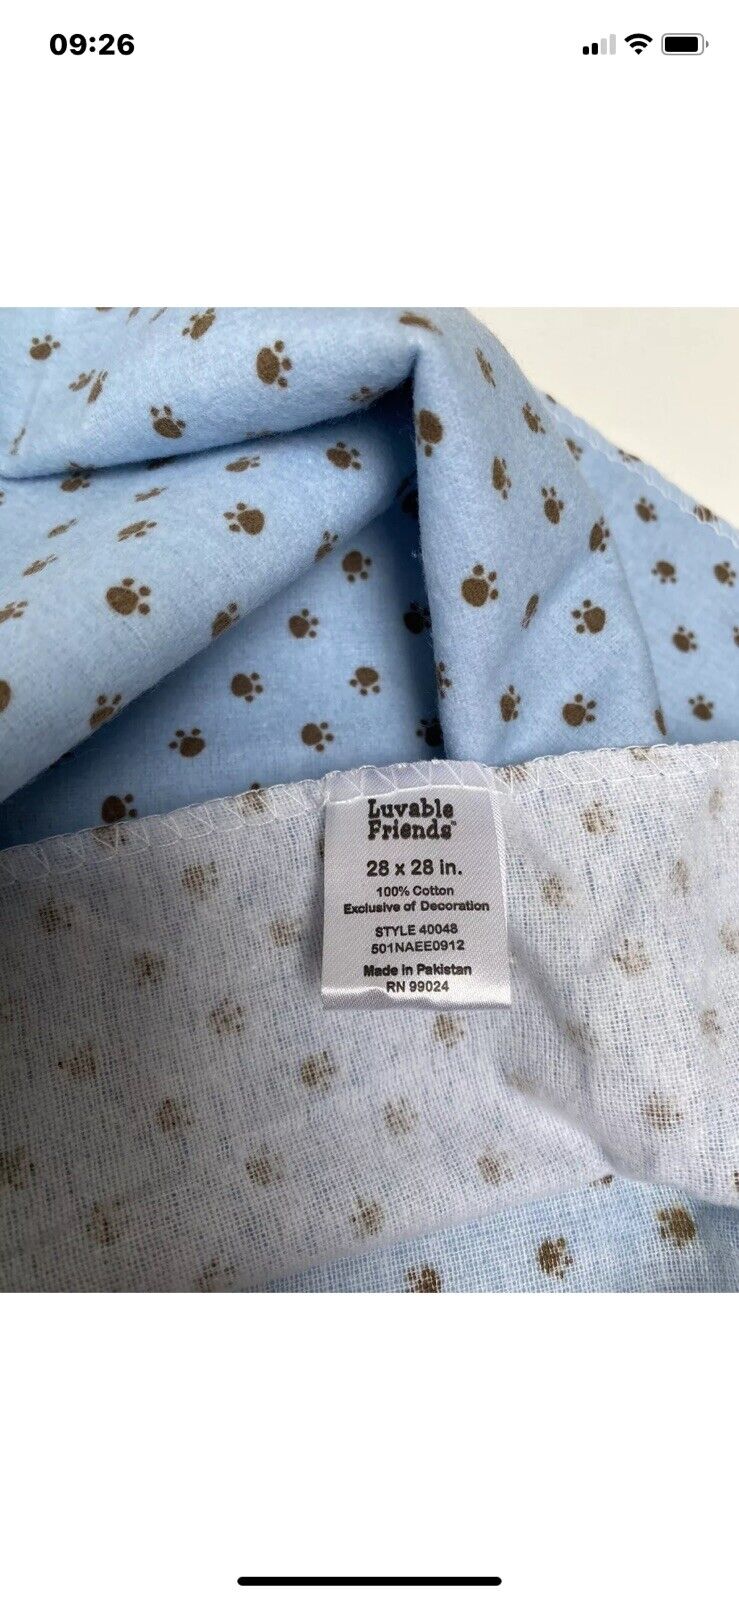 09:26
Luvable
Friends™
28 x 28 in.
100% Cotton
Exclusive of Decoration
STYLE 40048
501NAEE0912
Made in Pakistan
RN 99024